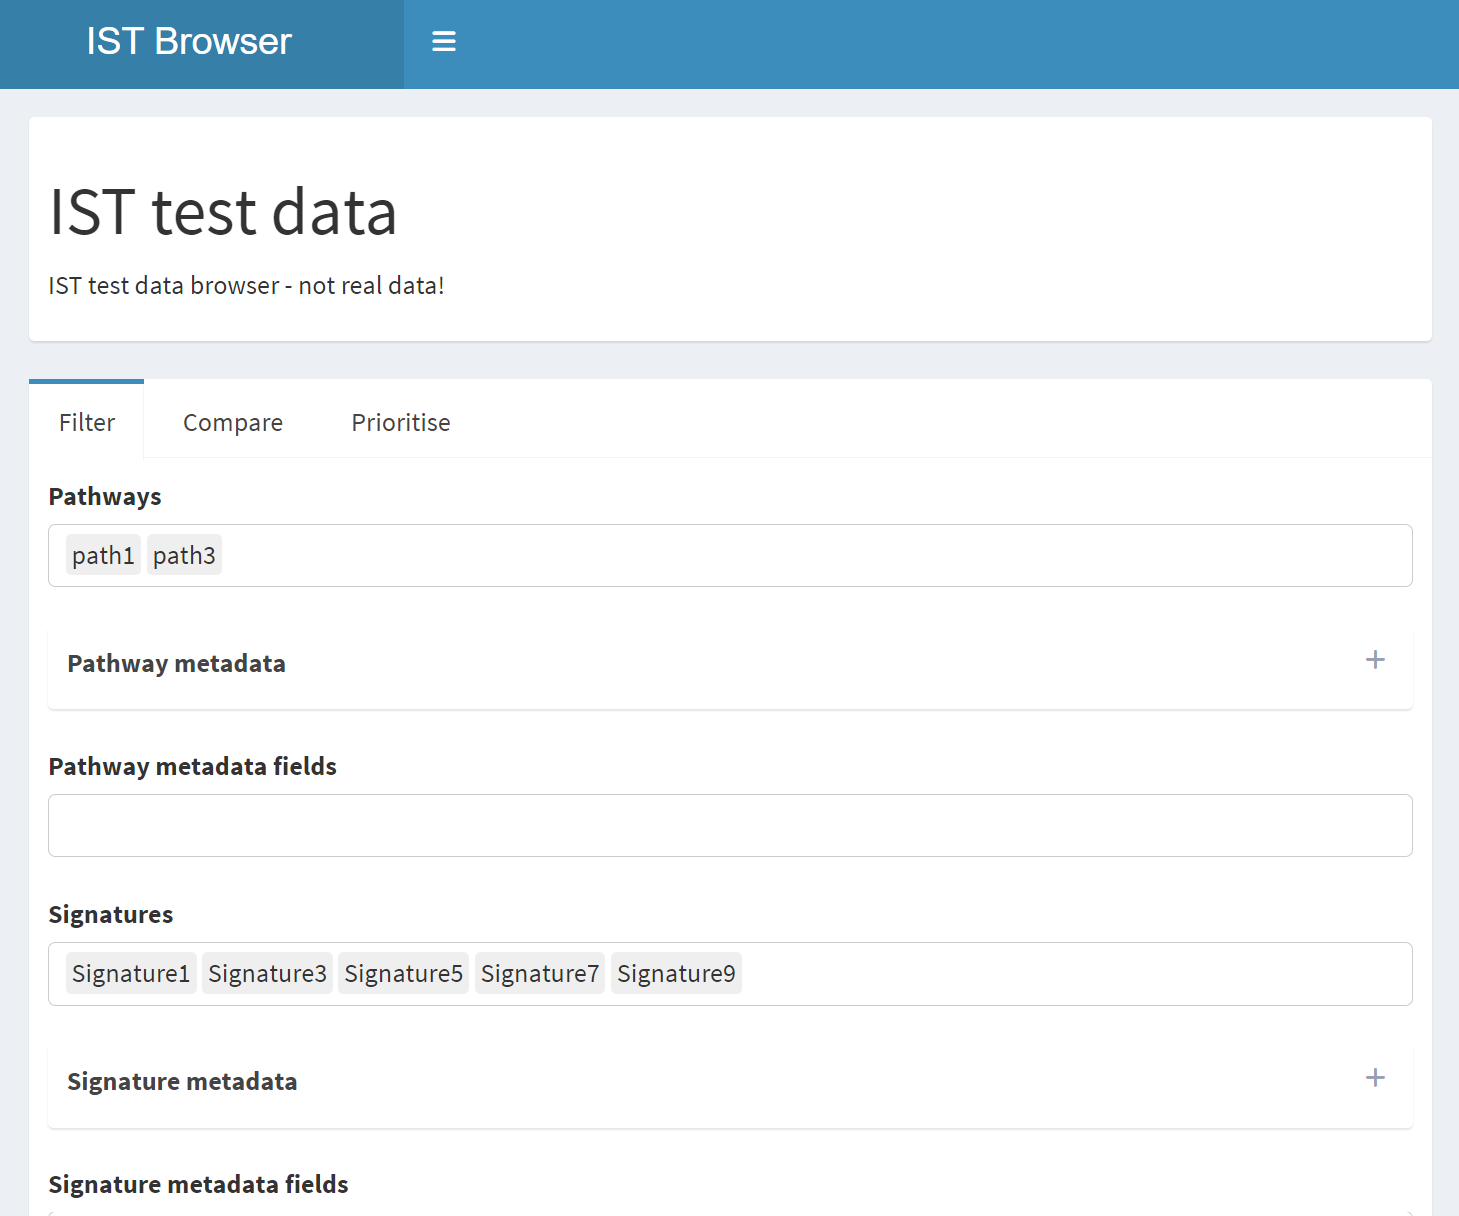 IST Browser
IST test data
IST test data browser - not real data!
Filter Compare Prioritise
Pathways
path1 path3
Pathway metadata
Pathway metadata fields
Signatures
Signature1 Signature3 Signature5 Signature7 Signature9
Signature metadata
Signature metadata fields